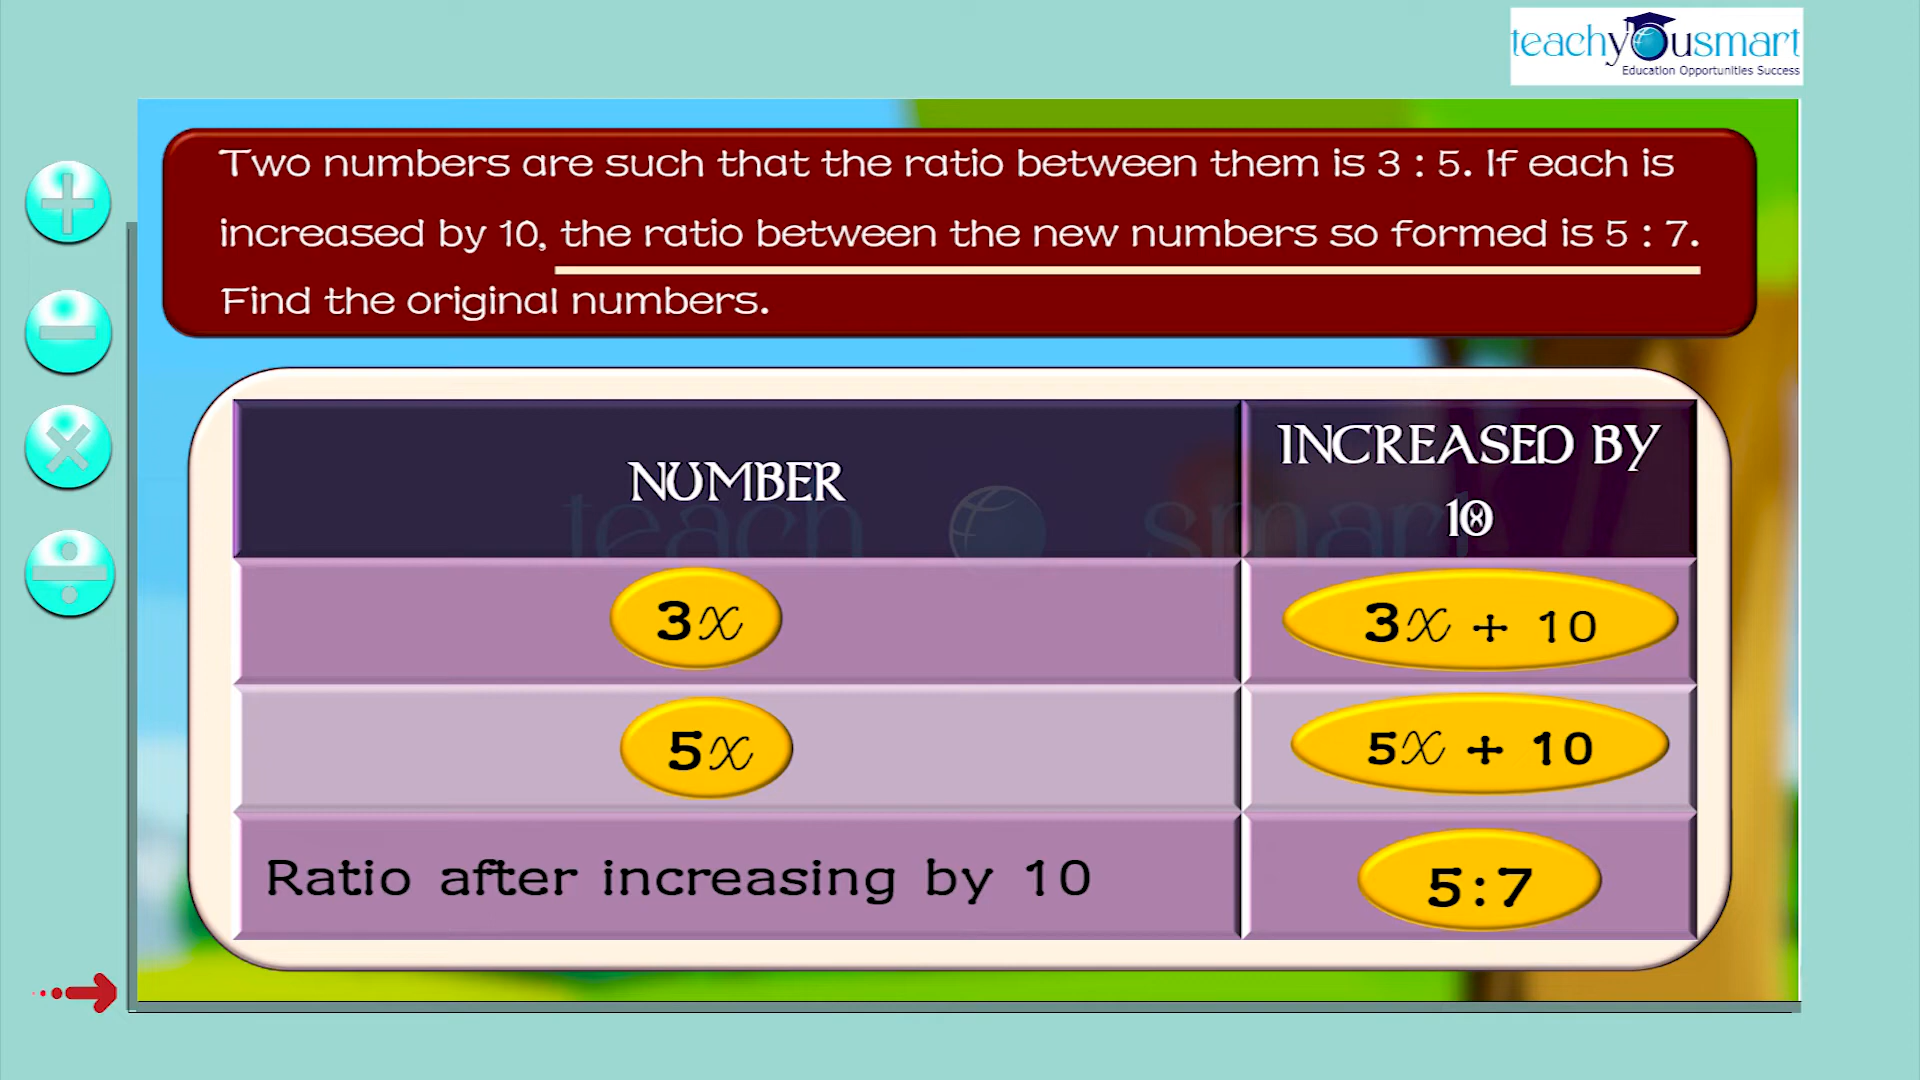 teachyousmart
Education Opportunities Success
Two numbers are such that the ratio between them is 3 : 5. If each is
increased by 10, the ratio between the new numbers so formed is 5 : 7.
Find the original numbers.
NUMBER
INCREASED BY
10
teach smart
3x
3x + 10
5x
5x + 10
Ratio after increasing by 10
5:7